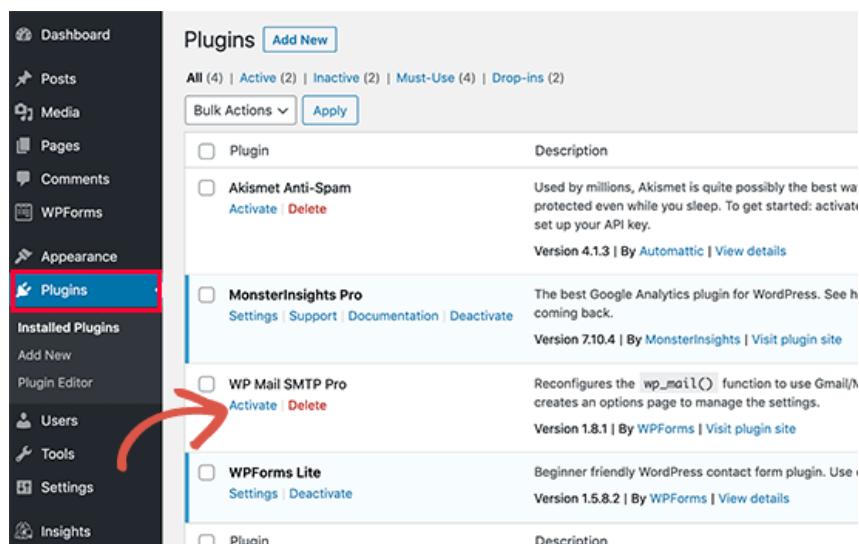 Dashboard
Posts
Media
Pages
Comments
WPForms
Appearance
Plugins
Installed Plugins
Add New
Plugin Editor
Users
Tools
Settings
Insights
Plugins Add New
All (4) | Active (2) | Inactive (2) | Must-Use (4) | Drop-ins (2)
Bulk Actions Apply
Plugin Description
Akismet Anti-Spam
Activate | Delete
Used by millions, Akismet is quite possibly the best
protected even while you sleep. To get started:
set up your API key.
Version 4.1.3 | By Automattic | View details
MonsterInsights Pro
Settings | Support | Documentation | Deactivate
The best Google Analytics plugin for WordPress. See
coming back.
Version 7.10.4 | By MonsterInsights | Visit plugin site
WP Mail SMTP Pro
Activate | Delete
Reconfigures the wp_mail() function to use Gmail/
creates an options page to manage the settings.
Version 1.8.1 | By WPForms | Visit plugin site
WPForms Lite
Settings | Deactivate
Beginner friendly WordPress contact form plugin. Use
Version 1.5.8.2 | By WPForms | View details
Plugin Description